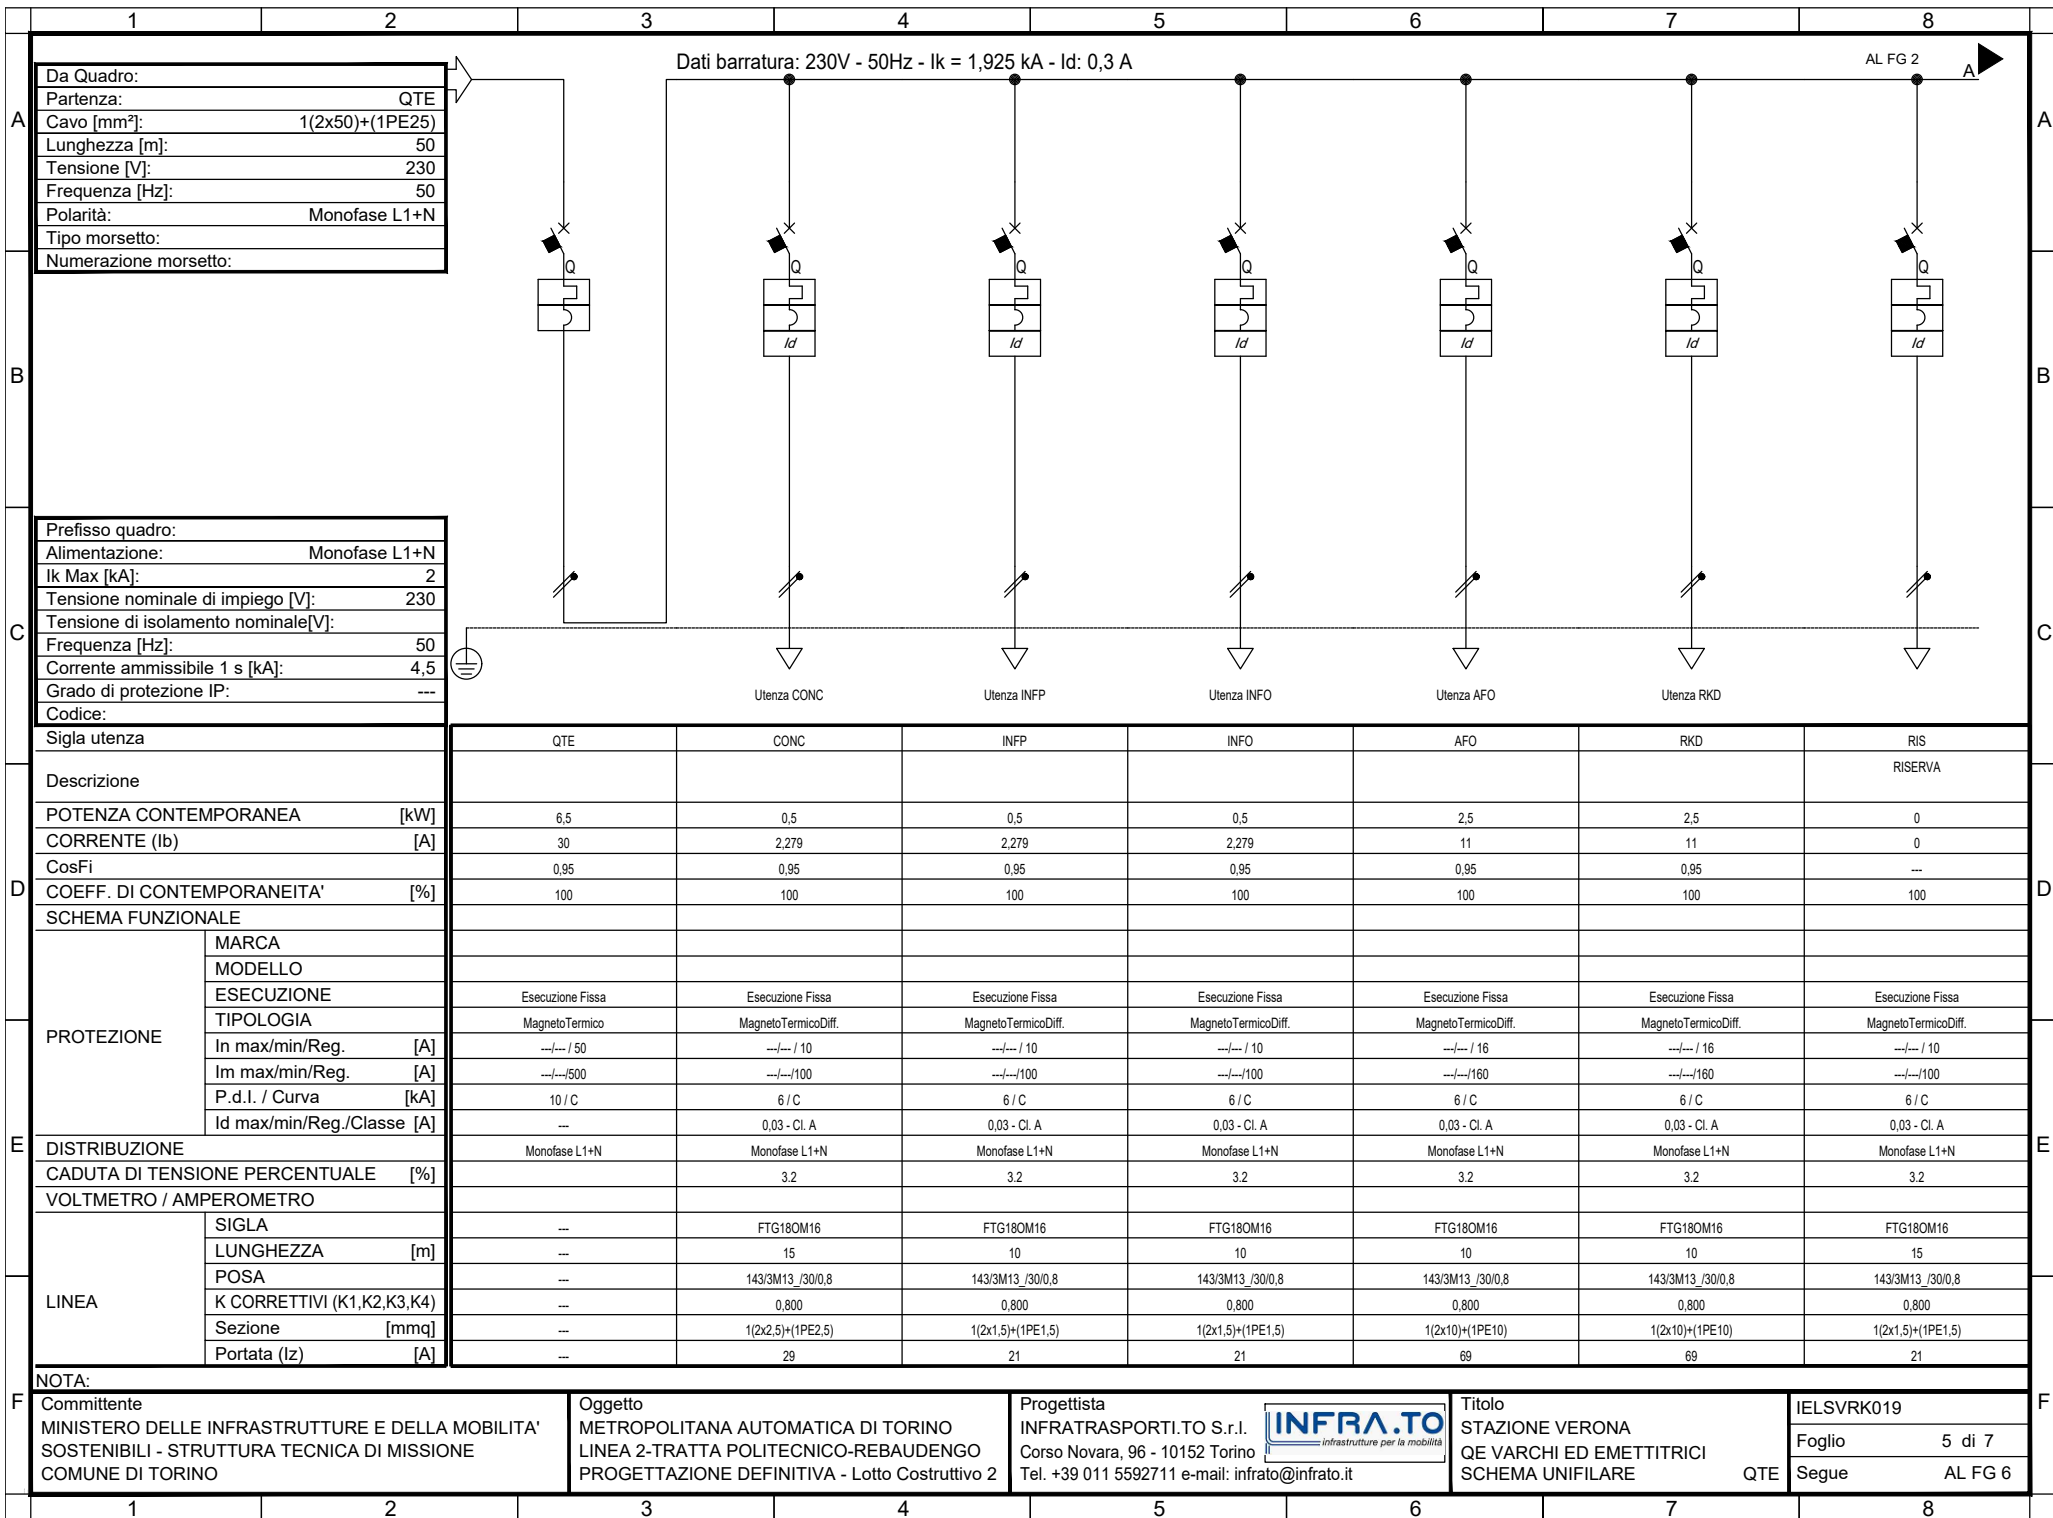 1 2 3 4 5 6 7 8
Dati barratura: 230V - 50Hz - Ik = 1,925 kA - Id: 0,3 A
AL FG 2
A
A A
Da Quadro:
Partenza: QTE
Cavo [mm²]: 1(2x50)+(1PE25)
Lunghezza [m]: 50
Tensione [V]: 230
Frequenza [Hz]: 50
Polarità: Monofase L1+N
Tipo morsetto:
Numerazione morsetto:
Q Q Q Q Q Q Q
Id Id Id Id Id Id
B B
Prefisso quadro:
Alimentazione: Monofase L1+N
Ik Max [kA]: 2
Tensione nominale di impiego [V]: 230
Tensione di isolamento nominale[V]:
Frequenza [Hz]: 50
Corrente ammissibile 1 s [kA]: 4,5
Grado di protezione IP: ---
Codice:
C C
Utenza CONC Utenza INFP Utenza INFO Utenza AFO Utenza RKD
Sigla utenza QTE CONC INFP INFO AFO RKD RIS
Descrizione RISERVA
POTENZA CONTEMPORANEA [kW] 6,5 0,5 0,5 0,5 2,5 2,5 0
CORRENTE (Ib) [A] 30 2,279 2,279 2,279 11 11 0
CosFi 0,95 0,95 0,95 0,95 0,95 0,95 ---
D D
COEFF. DI CONTEMPORANEITA' [%] 100 100 100 100 100 100 100
SCHEMA FUNZIONALE
PROTEZIONE
MARCA
MODELLO
ESECUZIONE Esecuzione Fissa Esecuzione Fissa Esecuzione Fissa Esecuzione Fissa Esecuzione Fissa Esecuzione Fissa Esecuzione Fissa
TIPOLOGIA MagnetoTermico MagnetoTermicoDiff. MagnetoTermicoDiff. MagnetoTermicoDiff. MagnetoTermicoDiff. MagnetoTermicoDiff. MagnetoTermicoDiff.
In max/min/Reg. [A] ---/--- / 50 ---/--- / 10 ---/--- / 10 ---/--- / 10 ---/--- / 16 ---/--- / 16 ---/--- / 10
Im max/min/Reg. [A] ---/---/500 ---/---/100 ---/---/100 ---/---/100 ---/---/160 ---/---/160 ---/---/100
P.d.I. / Curva [kA] 10 / C 6 / C 6 / C 6 / C 6 / C 6 / C 6 / C
Id max/min/Reg./Classe [A] --- 0,03 - Cl. A 0,03 - Cl. A 0,03 - Cl. A 0,03 - Cl. A 0,03 - Cl. A 0,03 - Cl. A
E E
DISTRIBUZIONE Monofase L1+N Monofase L1+N Monofase L1+N Monofase L1+N Monofase L1+N Monofase L1+N Monofase L1+N
CADUTA DI TENSIONE PERCENTUALE [%] 3.2 3.2 3.2 3.2 3.2 3.2
VOLTMETRO / AMPEROMETRO
LINEA
SIGLA --- FTG18OM16 FTG18OM16 FTG18OM16 FTG18OM16 FTG18OM16 FTG18OM16
LUNGHEZZA [m] --- 15 10 10 10 10 15
POSA --- 143/3M13_/30/0,8 143/3M13_/30/0,8 143/3M13_/30/0,8 143/3M13_/30/0,8 143/3M13_/30/0,8 143/3M13_/30/0,8
K CORRETTIVI (K1,K2,K3,K4) --- 0,800 0,800 0,800 0,800 0,800 0,800
Sezione [mmq] --- 1(2x2,5)+(1PE2,5) 1(2x1,5)+(1PE1,5) 1(2x1,5)+(1PE1,5) 1(2x10)+(1PE10) 1(2x10)+(1PE10) 1(2x1,5)+(1PE1,5)
Portata (Iz) [A] --- 29 21 21 69 69 21
NOTA:
F F
Committente
MINISTERO DELLE INFRASTRUTTURE E DELLA MOBILITA'
SOSTENIBILI - STRUTTURA TECNICA DI MISSIONE
COMUNE DI TORINO
Oggetto
METROPOLITANA AUTOMATICA DI TORINO
LINEA 2-TRATTA POLITECNICO-REBAUDENGO
PROGETTAZIONE DEFINITIVA - Lotto Costruttivo 2
Progettista
INFRATRASPORTI.TO S.r.l.
Corso Novara, 96 - 10152 Torino
Tel. +39 011 5592711 e-mail: infrato@infrato.it
INFRA.TO
infrastrutture per la mobilità
Titolo
STAZIONE VERONA
QE VARCHI ED EMETTITRICI
SCHEMA UNIFILARE QTE
IELSVRK019
Foglio 5 di 7
Segue AL FG 6
1 2 3 4 5 6 7 8